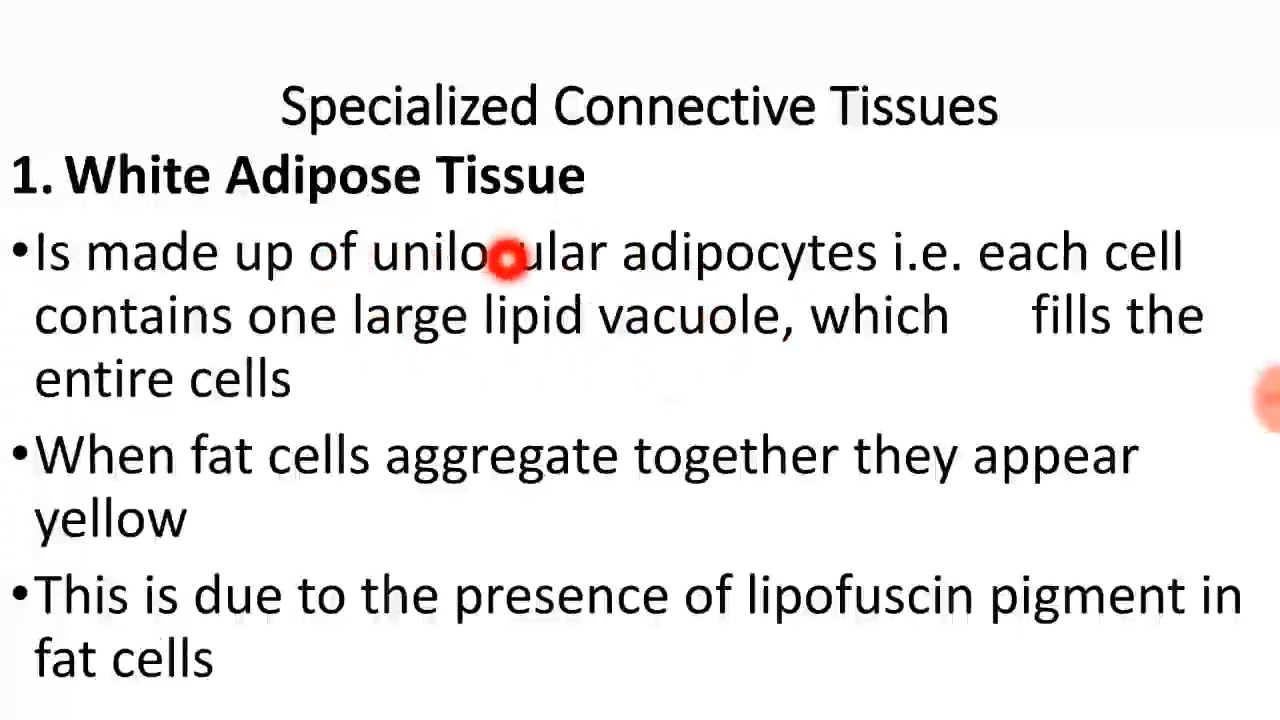 Specialized Connective Tissues
1. White Adipose Tissue
•Is made up of unilocular adipocytes i.e. each cell
contains one large lipid vacuole, which fills the
entire cells
•When fat cells aggregate together they appear
yellow
•This is due to the presence of lipofuscin pigment in
fat cells